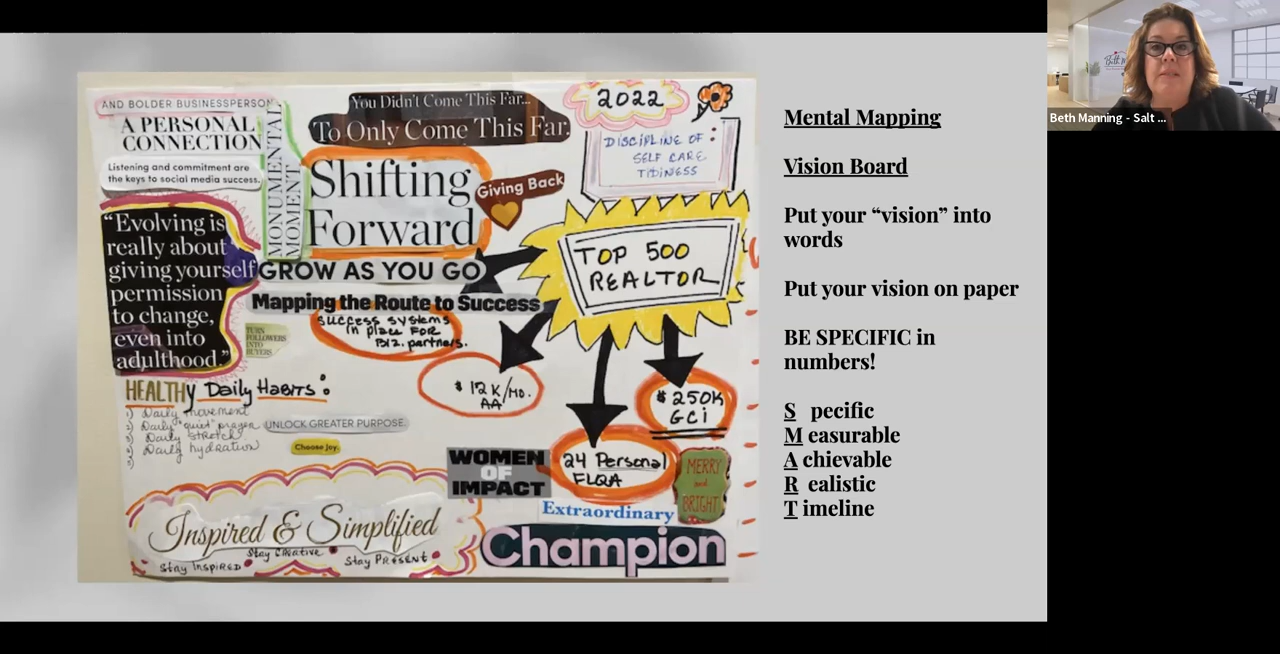 AND BOLDER BUSINESSPERSON
A PERSONAL
CONNECTION
Listening and commitment are
the keys to social media success.
MONUMENTAL
MOMENT
You Didn't Come This Far...
To Only Come This Far.
2022
DISCIPLINE OF :
SELF CARE
TIDINESS
Shifting
Forward
Giving Back
"Evolving is
really about
giving yourself
permission
to change,
even into
adulthood."
GROW AS YOU GO
Mapping the Route to Success
success systems
in place FOR
BIZ. partners.
TURN
FOLLOWERS
INTO
BUYERS
TOP 500
REALTOR
$12K/MO.
AA
$250K
GCi
24 Personal
FLQA
HEALTHY Daily HABITS :
1) Daily movement
2) Daily "quiet" prayer
3) Daily stretch
4) Daily hydration
5)
UNLOCK GREATER PURPOSE.
Choose joy.
WOMEN
OF
IMPACT
MERRY
and
BRIGHT
Extraordinary
Champion
Inspired & Simplified
Stay INSPIRED
Stay Creative
Stay PRESENT
Mental Mapping
Vision Board
Put your “vision” into
words
Put your vision on paper
BE SPECIFIC in
numbers!
S pecific
M easurable
A chievable
R ealistic
T imeline
Beth Manning - Salt ...